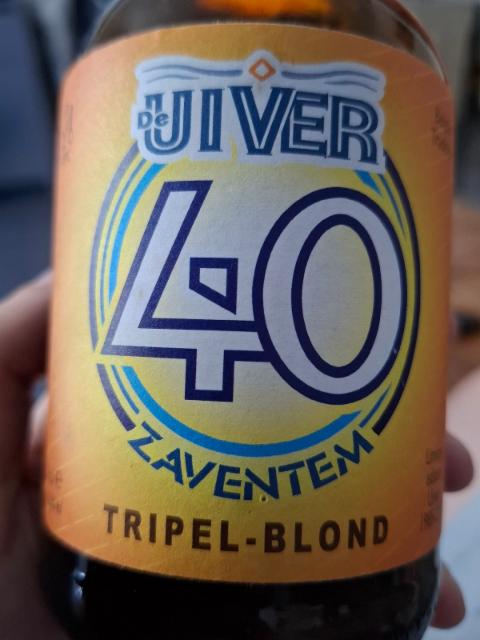 De UIVER
40
ZAVENTEM
TRIPEL-BLOND